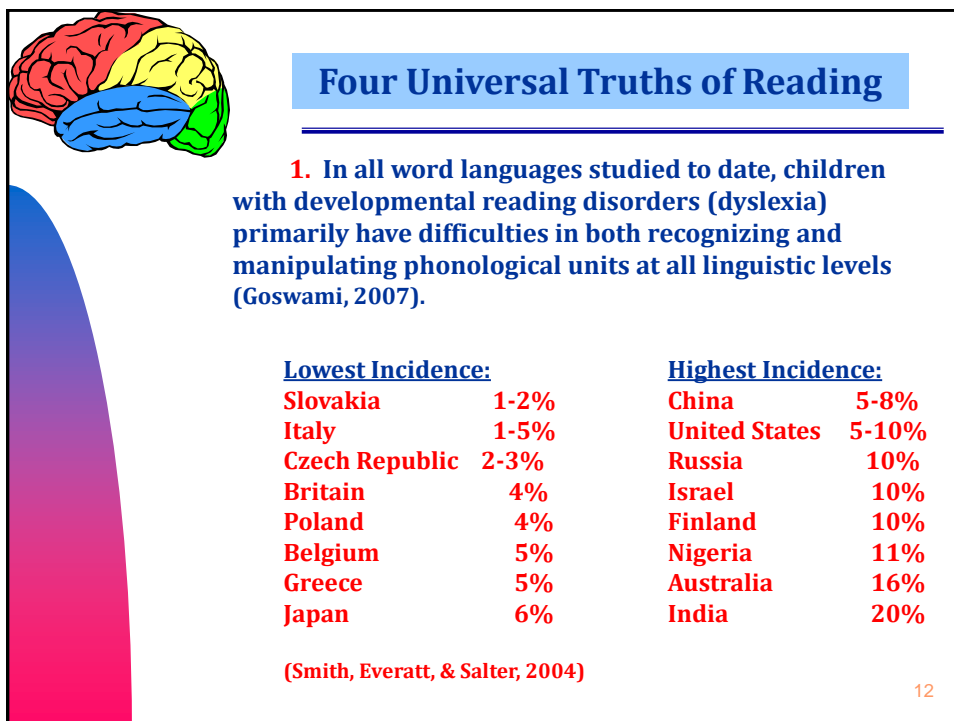 Four Universal Truths of Reading
1. In all word languages studied to date, children
with developmental reading disorders (dyslexia)
primarily have difficulties in both recognizing and
manipulating phonological units at all linguistic levels
(Goswami, 2007).
Lowest Incidence:
Slovakia 1-2%
Italy 1-5%
Czech Republic 2-3%
Britain 4%
Poland 4%
Belgium 5%
Greece 5%
Japan 6%
Highest Incidence:
China 5-8%
United States 5-10%
Russia 10%
Israel 10%
Finland 10%
Nigeria 11%
Australia 16%
India 20%
(Smith, Everatt, & Salter, 2004)
12